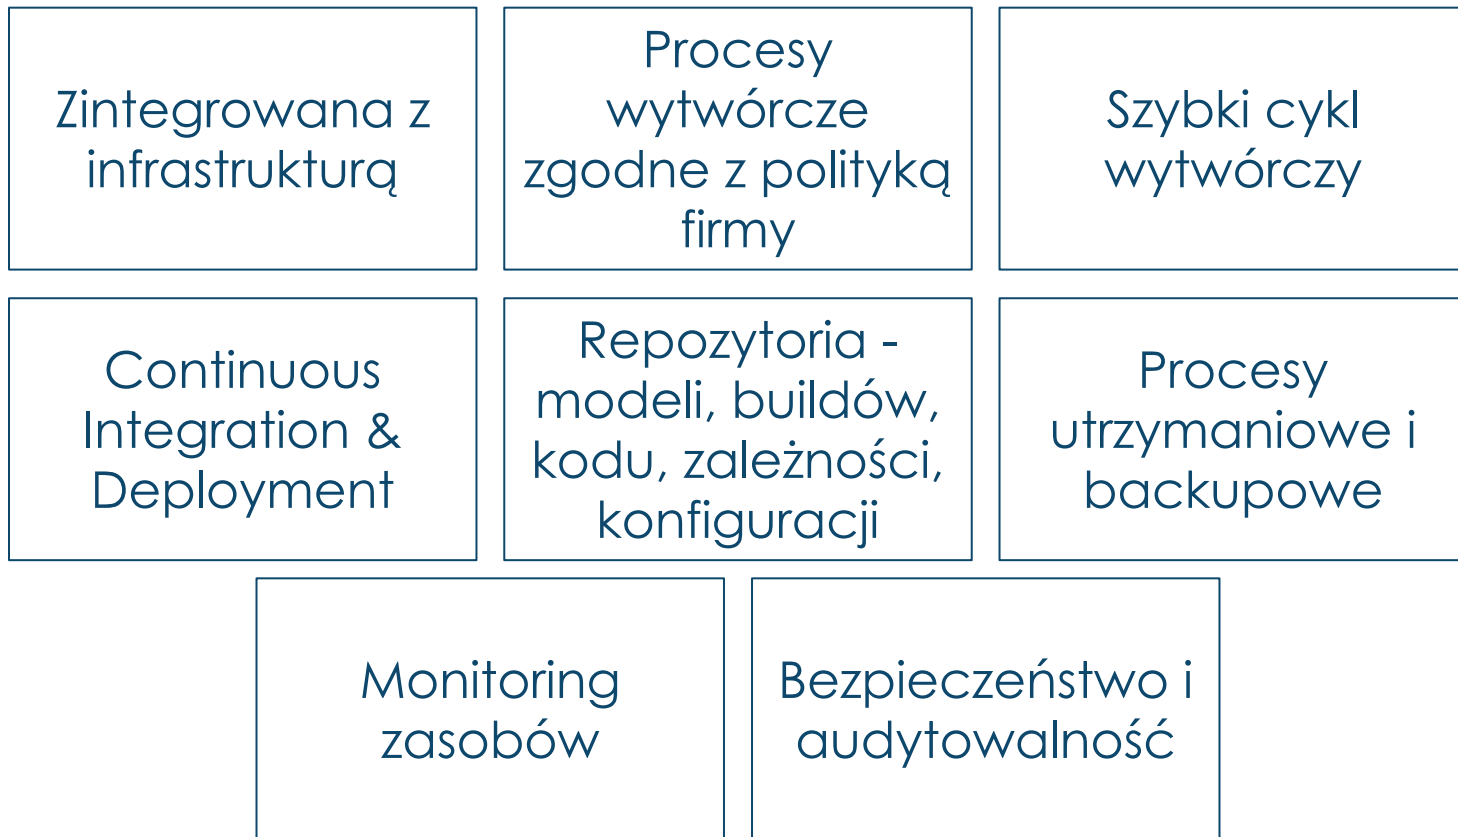 Zintegrowana z
infrastrukturą
Procesy
wytwórcze
zgodne z polityką
firmy
Szybki cykl
wytwórczy
Continuous
Integration &
Deployment
Repozytoria -
modeli, buildów,
kodu, zależności,
konfiguracji
Procesy
utrzymaniowe i
backupowe
Monitoring
zasobów
Bezpieczeństwo i
audytowalność